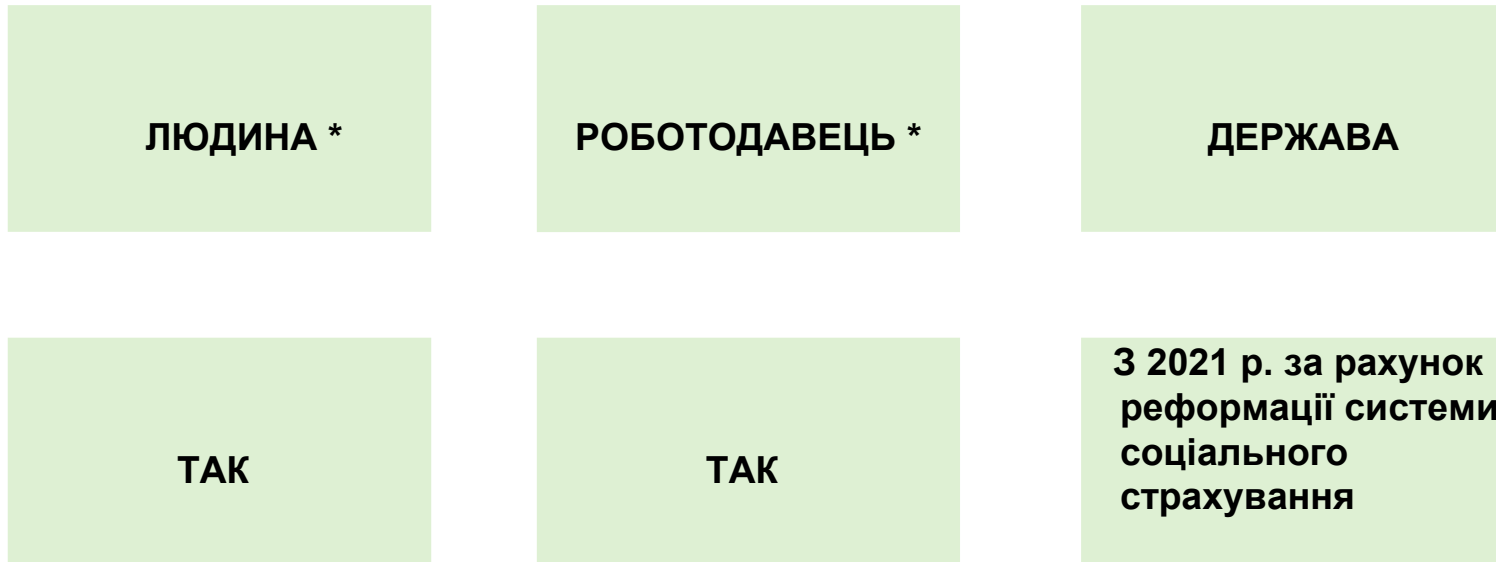 ЛЮДИНА *
РОБОТОДАВЕЦЬ *
ДЕРЖАВА
ТАК
ТАК
З 2021 р. за рахунок
реформації системи
соціального
страхування